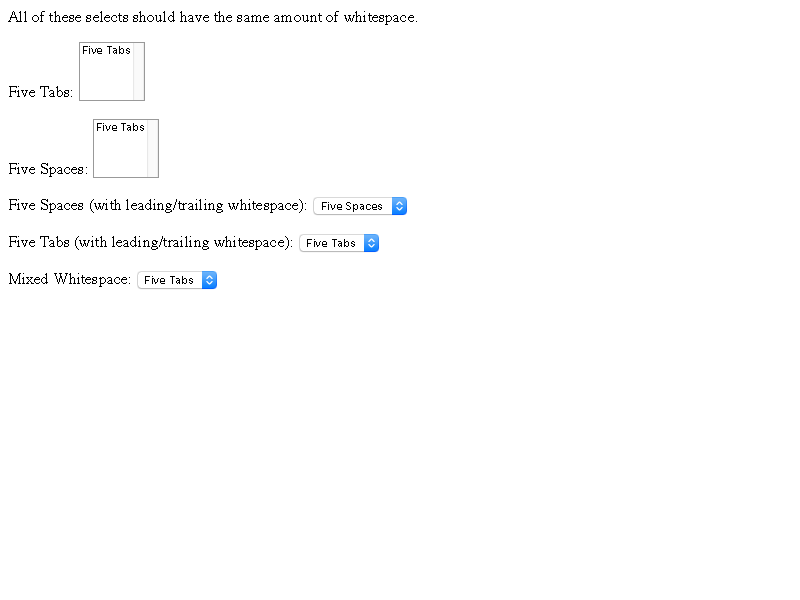 All of these selects should have the same amount of whitespace.
Five Tabs: Five Tabs
Five Spaces: Five Tabs
Five Spaces (with leading/trailing whitespace): Five Spaces
Five Tabs (with leading/trailing whitespace): Five Tabs
Mixed Whitespace: Five Tabs